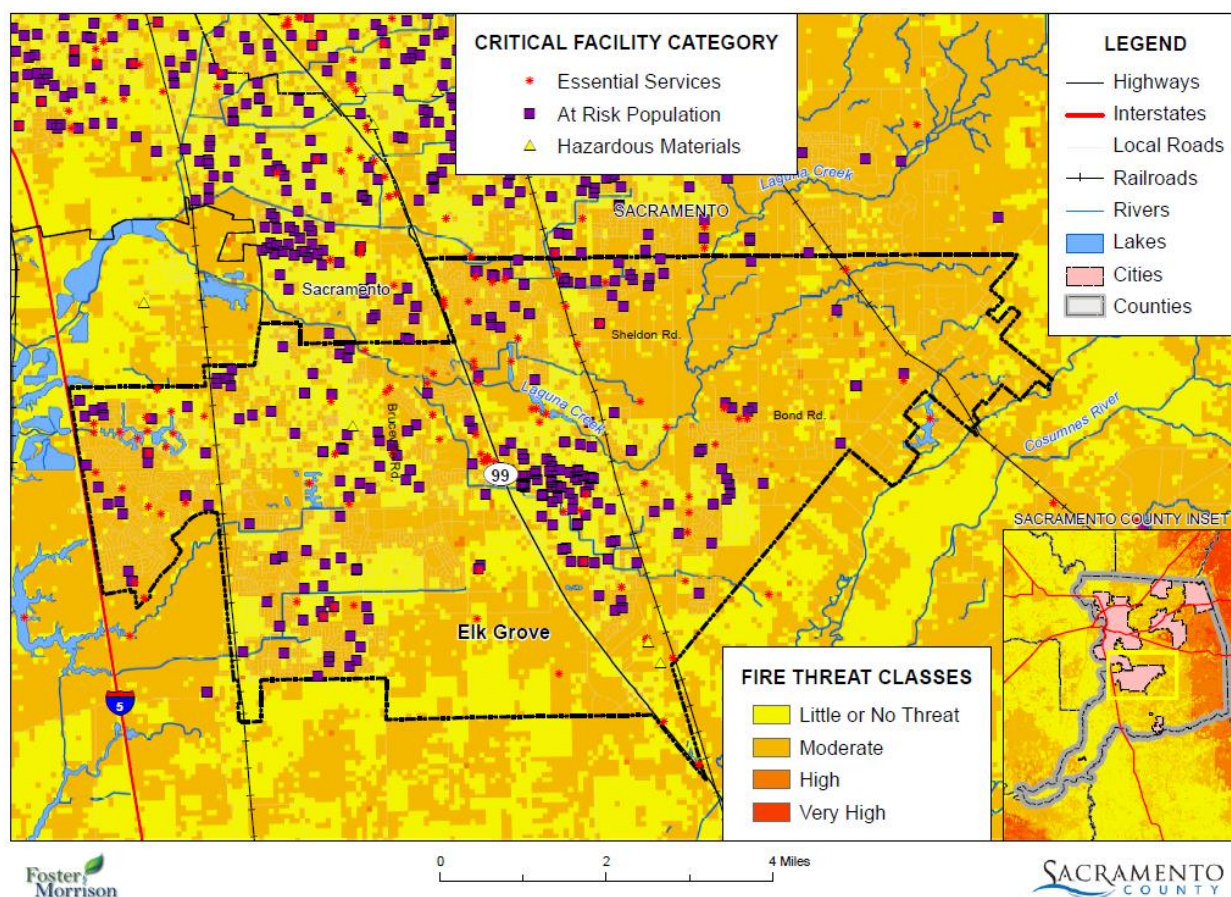 CRITICAL FACILITY CATEGORY
Essential Services
At Risk Population
Hazardous Materials
LEGEND
Highways
Interstates
Local Roads
Railroads
Rivers
Lakes
Cities
Counties
Laguna Creek
SACRAMENTO
Sacramento
Sheldon Rd.
Laguna Creek
Bruceville Rd
Bond Rd.
Cosumnes River
99
SACRAMENTO COUNTY INSET
Elk Grove
5
FIRE THREAT CLASSES
Little or No Threat
Moderate
High
Very High
0 2 4 Miles
Foster
Morrison
SACRAMENTO
COUNTY